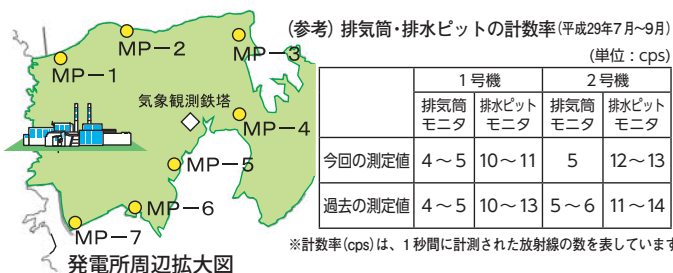 MP－1
MP－2
MP－3
気象観測鉄塔
MP－4
MP－5
MP－6
MP－7
発電所周辺拡大図
(参考) 排気筒・排水ピットの計数率(平成29年7月～9月)
(単位：cps)
1号機 2号機
排気筒モニタ 排水ピットモニタ 排気筒モニタ 排水ピットモニタ
今回の測定値 4～5 10～11 5 12～13
過去の測定値 4～5 10～13 5～6 11～14
※計数率(cps)は、1秒間に計測された放射線の数を表しています